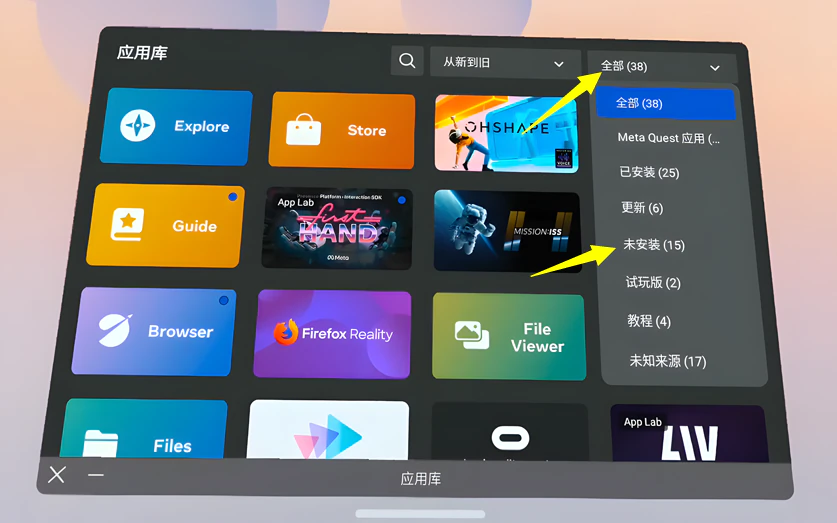 应用库
从新到旧
全部 (38)
全部 (38)
Meta Quest 应用 (...
已安装 (25)
更新 (6)
未安装 (15)
试玩版 (2)
教程 (4)
未知来源 (17)
Explore
Store
OHSHAPE
VOICE
Guide
App Lab
Platform · Interaction SDK
first
HAND
Meta
MISSION:ISS
Browser
Firefox Reality
File
Viewer
Files
App Lab
LIV
应用库